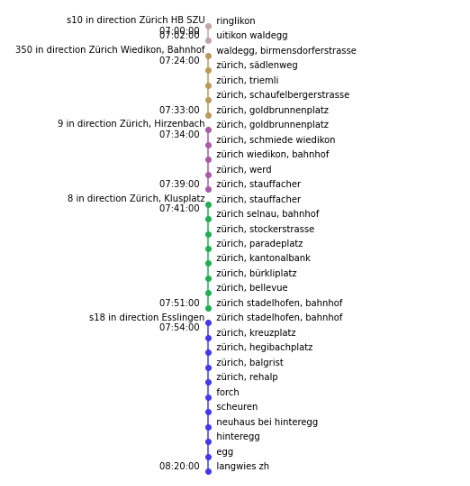 s10 in direction Zürich HB SZU
ringlikon
07:00:00
07:02:00
uitikon waldegg
350 in direction Zürich Wiedikon, Bahnhof
waldegg, birmensdorferstrasse
07:24:00
zürich, sädlenweg
zürich, triemli
zürich, schaufelbergerstrasse
07:33:00
zürich, goldbrunnenplatz
9 in direction Zürich, Hirzenbach
zürich, goldbrunnenplatz
07:34:00
zürich, schmiede wiedikon
zürich wiedikon, bahnhof
zürich, werd
07:39:00
zürich, stauffacher
8 in direction Zürich, Klusplatz
zürich, stauffacher
07:41:00
zürich selnau, bahnhof
zürich, stockerstrasse
zürich, paradeplatz
zürich, kantonalbank
zürich, bürkliplatz
zürich, bellevue
07:51:00
zürich stadelhofen, bahnhof
s18 in direction Esslingen
zürich stadelhofen, bahnhof
07:54:00
zürich, kreuzplatz
zürich, hegibachplatz
zürich, balgrist
zürich, rehalp
forch
scheuren
neuhaus bei hinteregg
hinteregg
egg
08:20:00
langwies zh